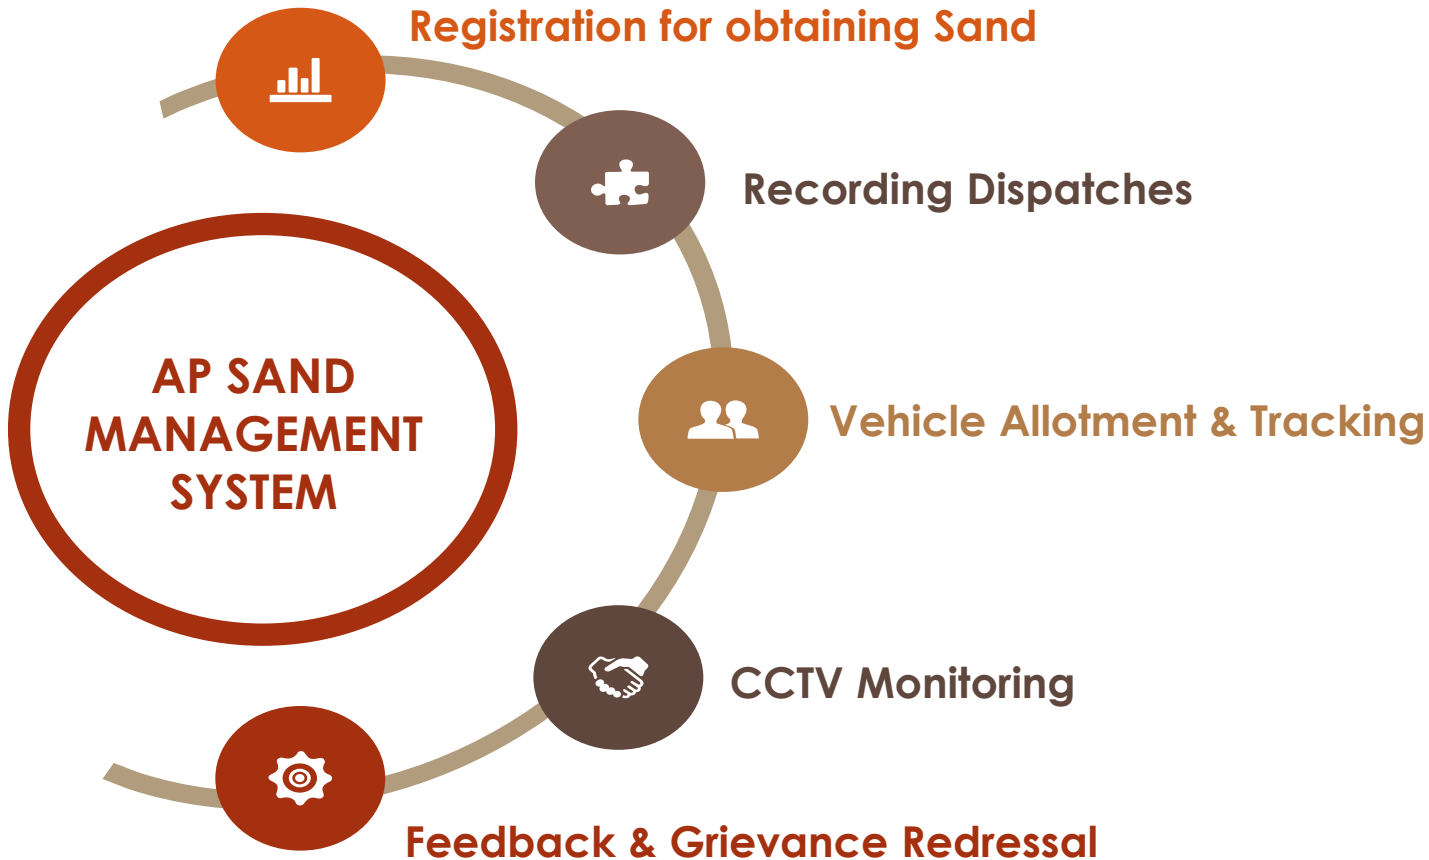 Registration for obtaining Sand
Recording Dispatches
AP SAND
MANAGEMENT
SYSTEM
Vehicle Allotment & Tracking
CCTV Monitoring
Feedback & Grievance Redressal